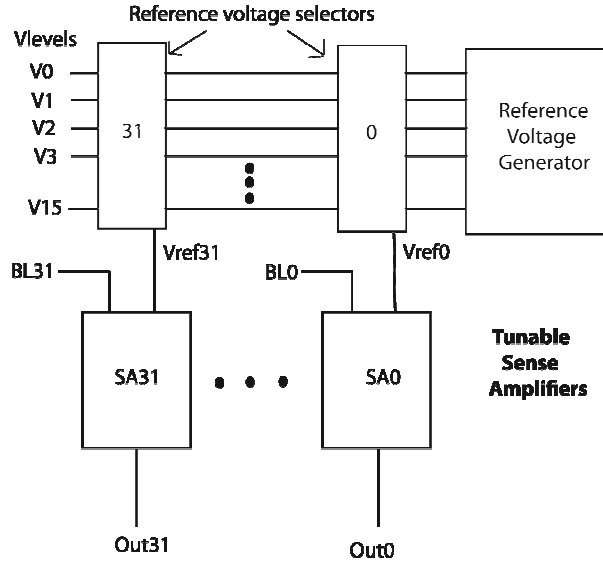 Reference voltage selectors
Vlevels
V0
V1
V2
V3
V15
31
0
Reference
Voltage
Generator
Vref31
Vref0
BL31
BL0
SA31
SA0
Tunable
Sense
Amplifiers
Out31
Out0